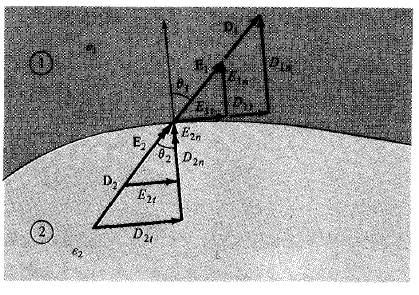 D₁
① ε₁ E₁ D₁ₙ
θ₁ E₁ₙ
E₁ₜ D₁ₜ
E₂ E₂ₙ
θ₂ D₂ₙ
D₂ E₂ₜ
② D₂ₜ
ε₂